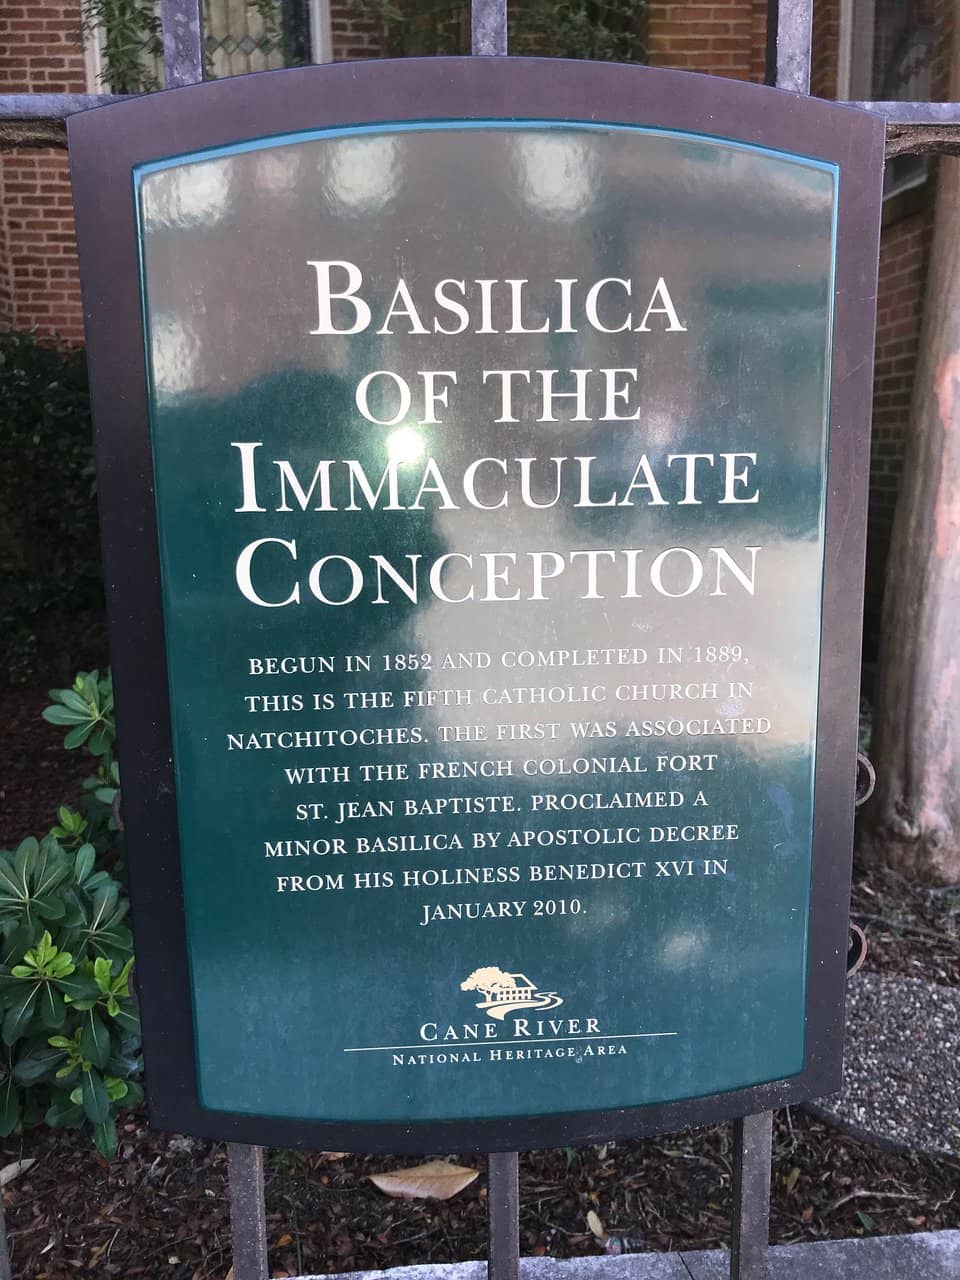 BASILICA
OF THE
IMMACULATE
CONCEPTION
BEGUN IN 1852 AND COMPLETED IN 1889,
THIS IS THE FIFTH CATHOLIC CHURCH IN
NATCHITOCHES. THE FIRST WAS ASSOCIATED
WITH THE FRENCH COLONIAL FORT
ST. JEAN BAPTISTE. PROCLAIMED A
MINOR BASILICA BY APOSTOLIC DECREE
FROM HIS HOLINESS BENEDICT XVI IN
JANUARY 2010.
CANE RIVER
NATIONAL HERITAGE AREA